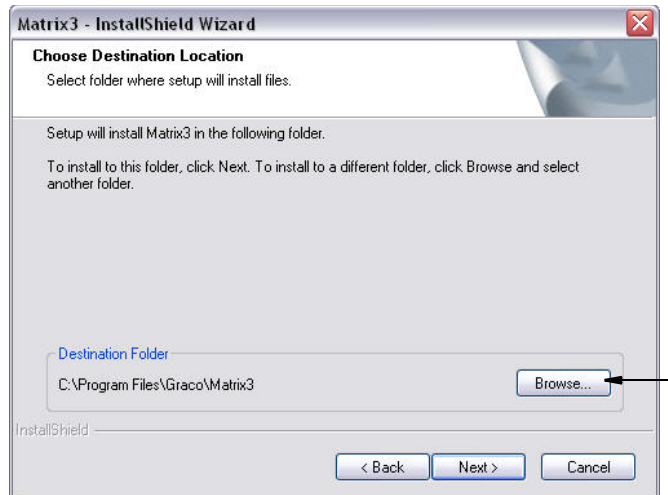 Matrix3 - InstallShield Wizard
Choose Destination Location
Select folder where setup will install files.
Setup will install Matrix3 in the following folder.
To install to this folder, click Next. To install to a different folder, click Browse and select
another folder.
Destination Folder
C:\Program Files\Graco\Matrix3
Browse...
InstallShield
< Back
Next >
Cancel